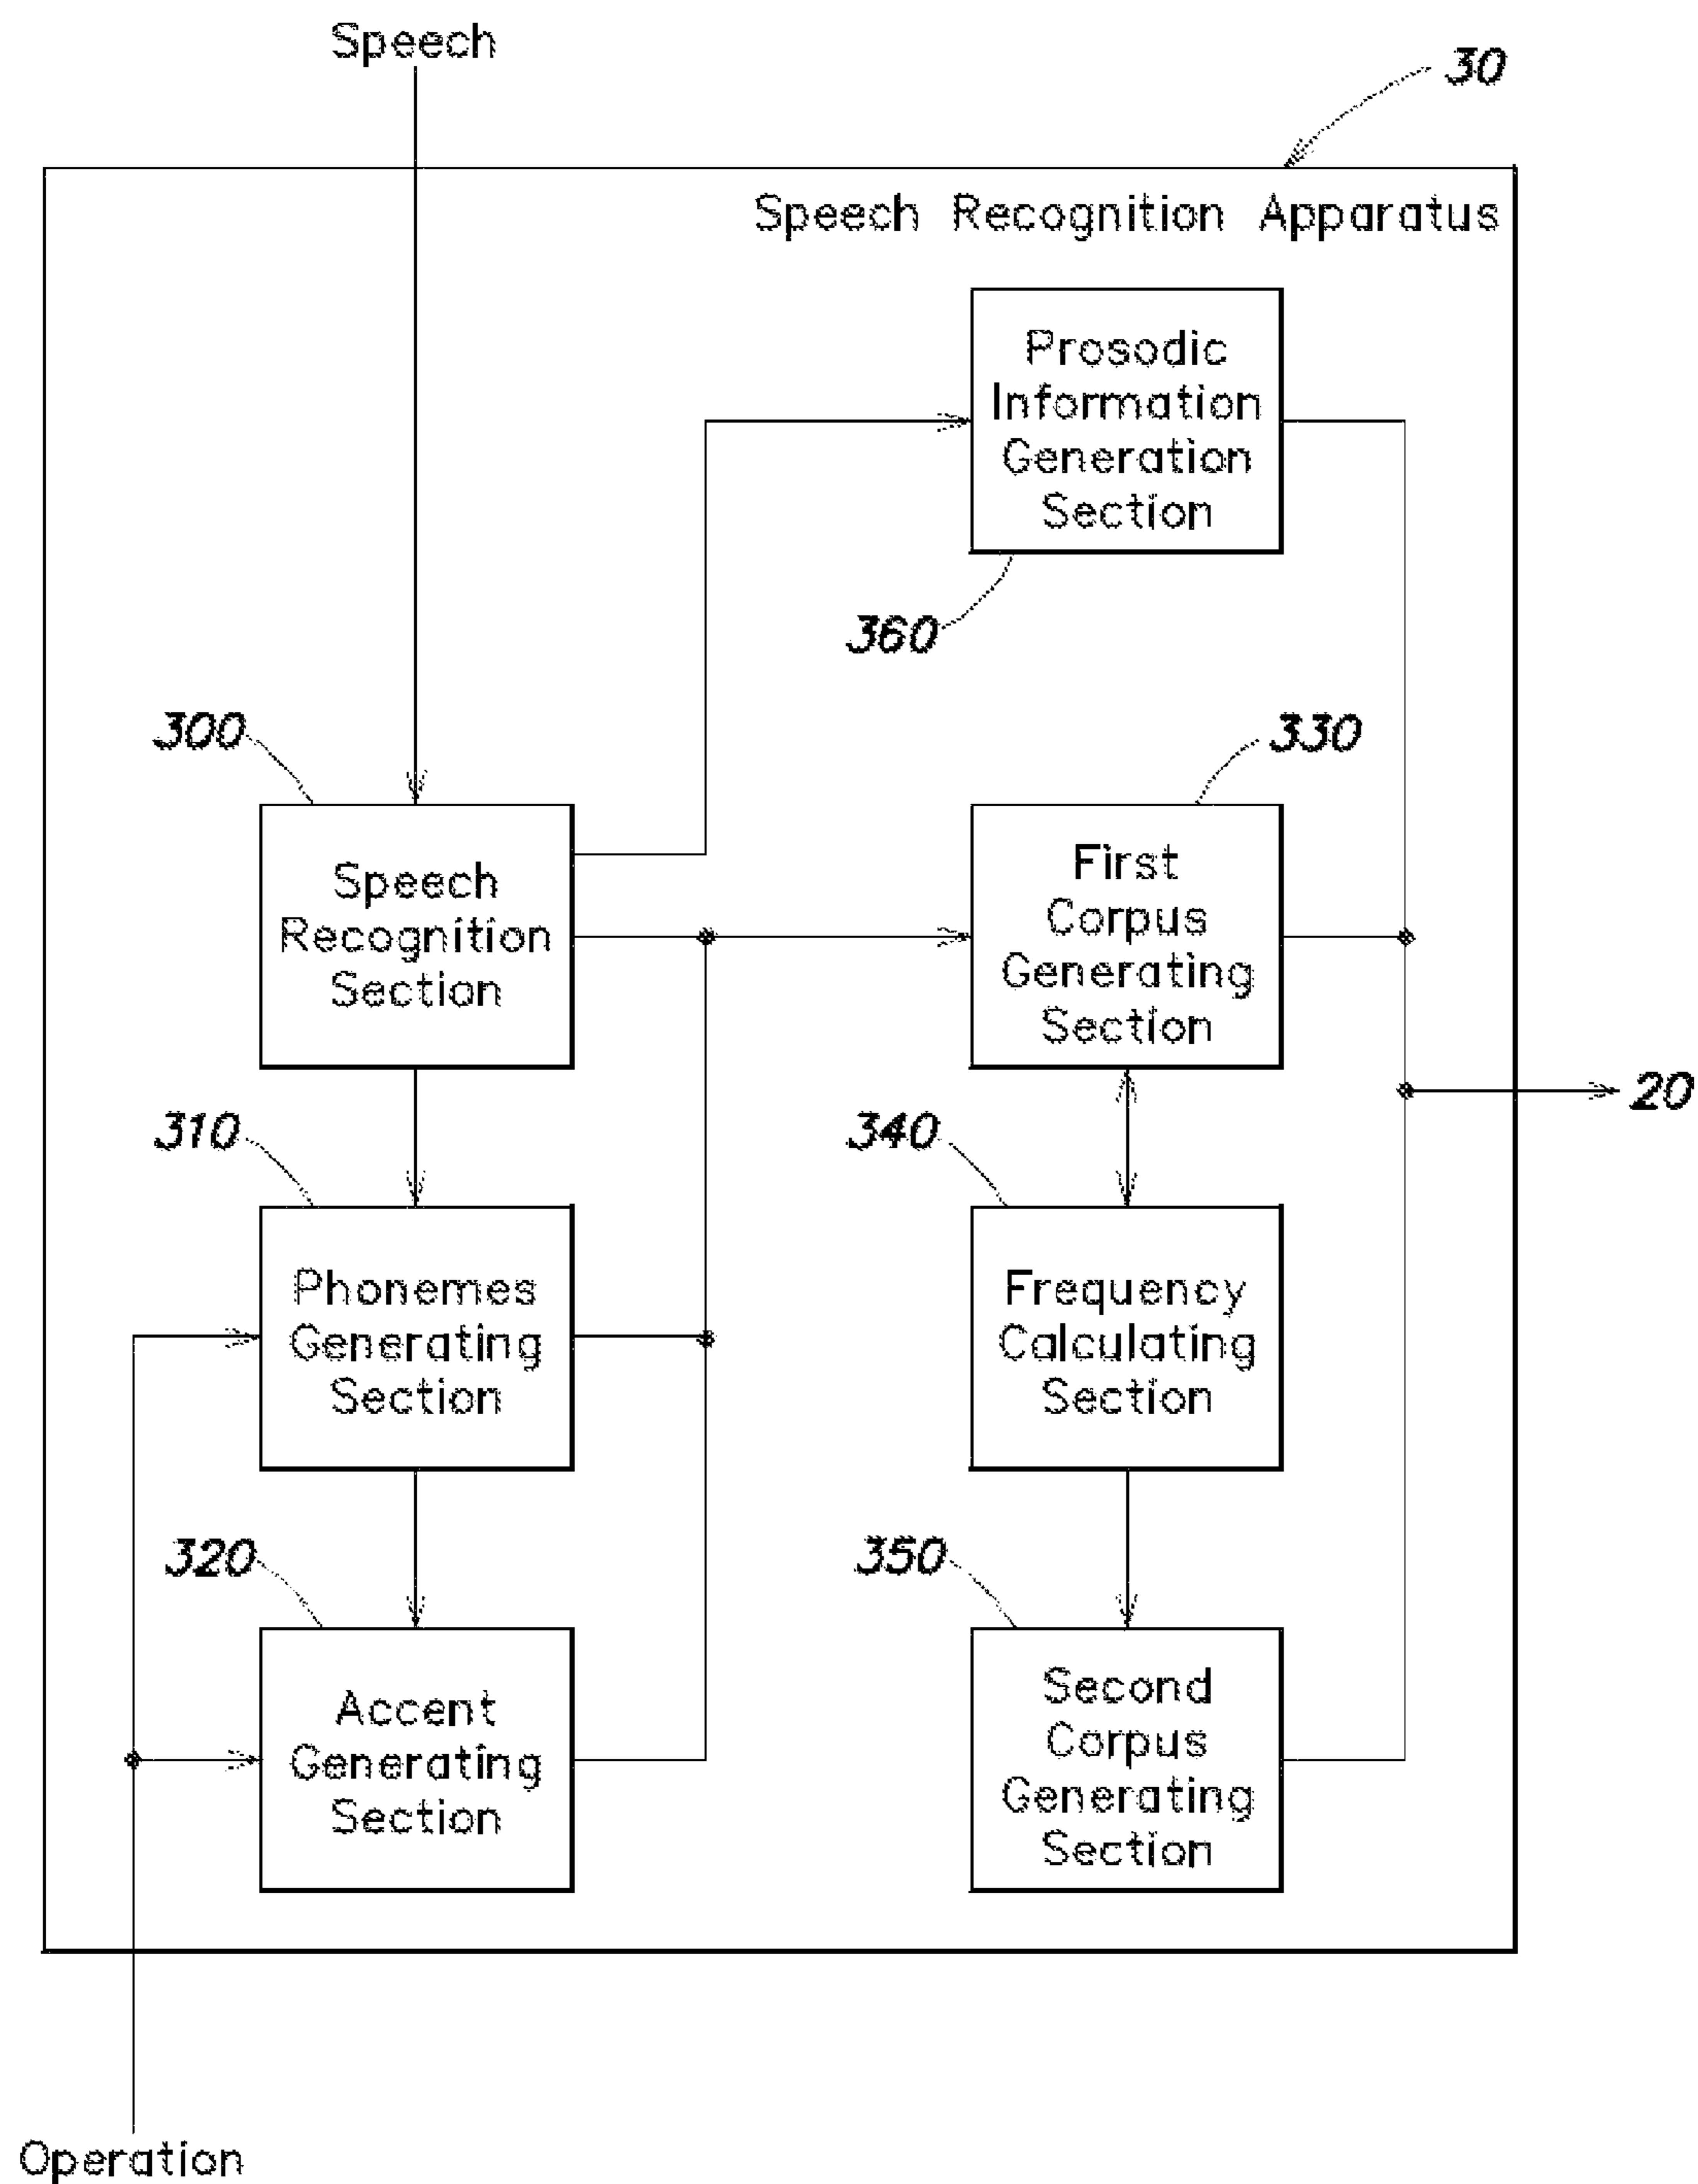 Speech
30
Speech Recognition Apparatus
Prosodic
Information
Generation
Section
360
300
330
Speech
Recognition
Section
First
Corpus
Generating
Section
20
310
340
Phonemes
Generating
Section
Frequency
Calculating
Section
320
350
Accent
Generating
Section
Second
Corpus
Generating
Section
Operation